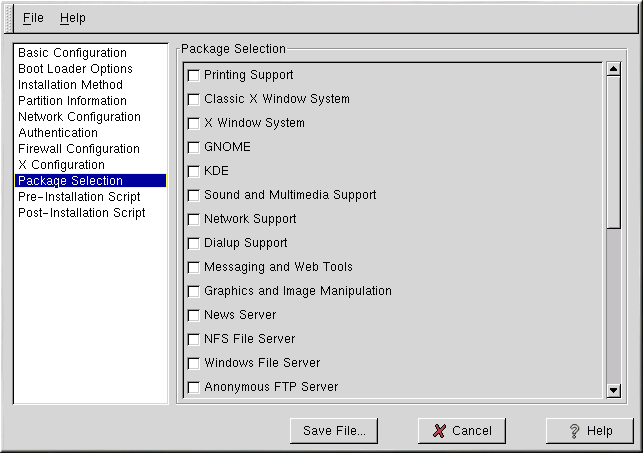 File Help
Basic Configuration
Boot Loader Options
Installation Method
Partition Information
Network Configuration
Authentication
Firewall Configuration
X Configuration
Package Selection
Pre-Installation Script
Post-Installation Script
Package Selection
Printing Support
Classic X Window System
X Window System
GNOME
KDE
Sound and Multimedia Support
Network Support
Dialup Support
Messaging and Web Tools
Graphics and Image Manipulation
News Server
NFS File Server
Windows File Server
Anonymous FTP Server
Save File... Cancel Help